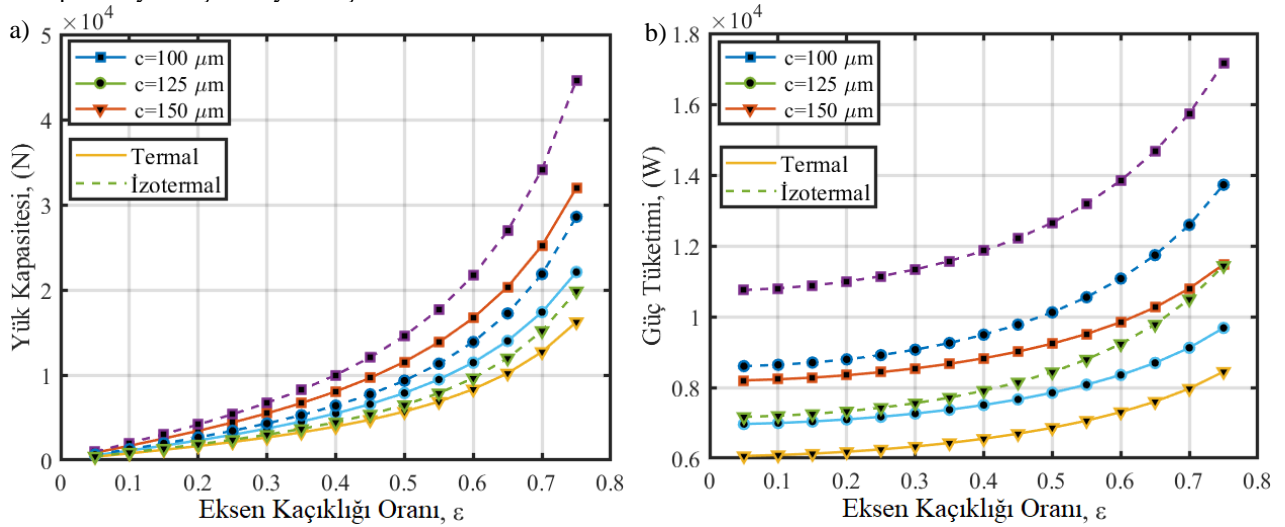 a)
×10⁴
5
4
3
2
1
0
Yük Kapasitesi, (N)
c=100 μm
c=125 μm
c=150 μm
Termal
İzotermal
0 0.1 0.2 0.3 0.4 0.5 0.6 0.7 0.8
Eksen Kaçıklığı Oranı, ε
b)
×10⁴
1.8
1.6
1.4
1.2
1
0.8
0.6
Güç Tüketimi, (W)
c=100 μm
c=125 μm
c=150 μm
Termal
İzotermal
0 0.1 0.2 0.3 0.4 0.5 0.6 0.7 0.8
Eksen Kaçıklığı Oranı, ε